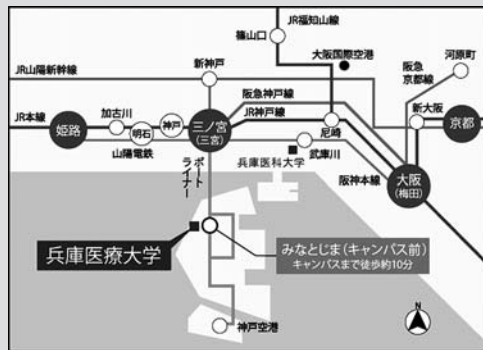 JR福知山線
篠山口
大阪国際空港
河原町
JR山陽新幹線
新神戸
阪急
京都線
阪急神戸線
新大阪
JR本線
加古川
神戸
三ノ宮
(三宮)
JR神戸線
京都
姫路
明石
尼崎
山陽電鉄
兵庫医科大学
武庫川
ポートライナー
阪神本線
大阪
(梅田)
兵庫医療大学
みなとじま(キャンパス前)
キャンパスまで徒歩約10分
神戸空港
N